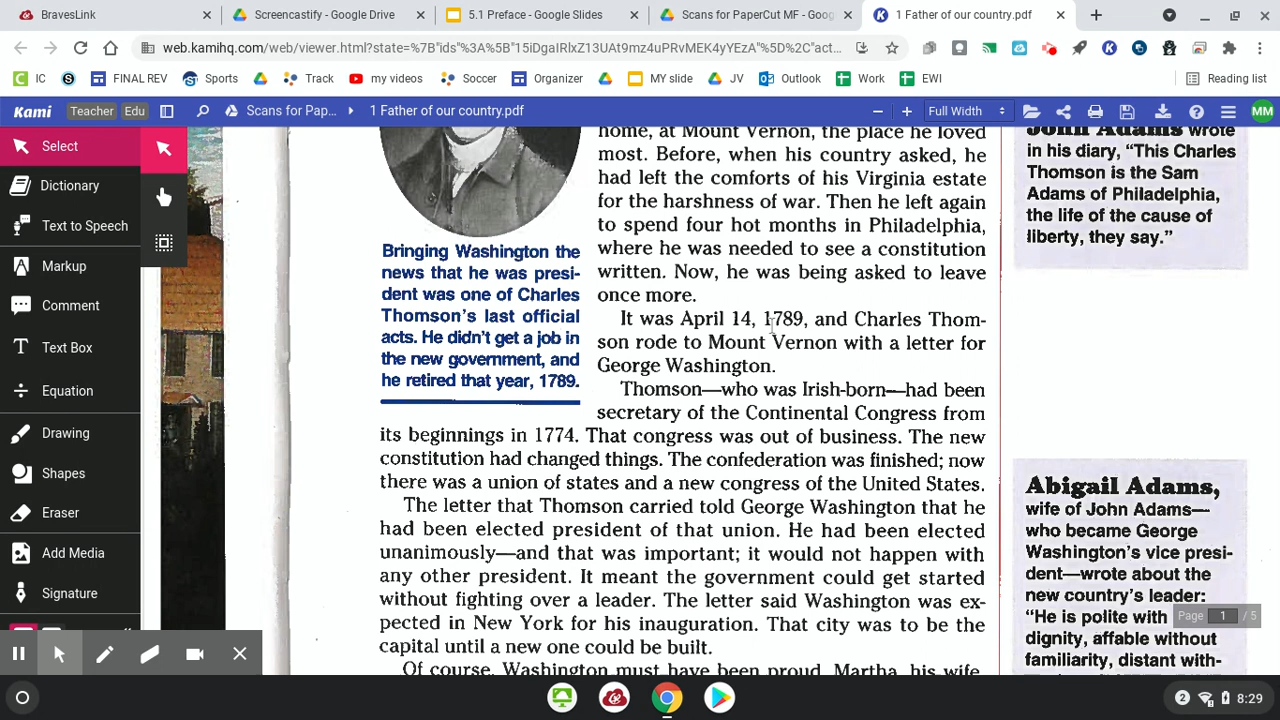 BravesLink
Screencastify - Google Drive
5.1 Preface - Google Slides
Scans for PaperCut MF - Goog
1 Father of our country.pdf
web.kamihq.com/web/viewer.html?state=%7B"ids"%3A%5B"15iDgaIRlxZ13UAt9mz4uPRvMEK4yYEzA"%5D%2C"act...
IC
FINAL REV
Sports
Track
my videos
Soccer
Organizer
JV
MY slide
Outlook
Work
EWI
Reading list
Kami
Teacher
Edu
Scans for Pap...
1 Father of our country.pdf
Full Width
MM
Select
Dictionary
Text to Speech
Markup
Comment
Text Box
Equation
Drawing
Shapes
Eraser
Add Media
Signature
Bringing Washington the
news that he was presi-
dent was one of Charles
Thomson's last official
acts. He didn't get a job in
the new government, and
he retired that year, 1789.
home, at Mount Vernon, the place he loved
most. Before, when his country asked, he
had left the comforts of his Virginia estate
for the harshness of war. Then he left again
to spend four hot months in Philadelphia,
where he was needed to see a constitution
written. Now, he was being asked to leave
once more.
It was April 14, 1789, and Charles Thom-
son rode to Mount Vernon with a letter for
George Washington.
Thomson—who was Irish-born—had been
secretary of the Continental Congress from
its beginnings in 1774. That congress was out of business. The new
constitution had changed things. The confederation was finished; now
there was a union of states and a new congress of the United States.
The letter that Thomson carried told George Washington that he
had been elected president of that union. He had been elected
unanimously—and that was important; it would not happen with
any other president. It meant the government could get started
without fighting over a leader. The letter said Washington was ex-
pected in New York for his inauguration. That city was to be the
capital until a new one could be built.
Of course, Washington must have been proud. Martha, his wife,
John Adams wrote
in his diary, "This Charles
Thomson is the Sam
Adams of Philadelphia,
the life of the cause of
liberty, they say."
Abigail Adams,
wife of John Adams—
who became George
Washington's vice presi-
dent—wrote about the
new country's leader:
"He is polite with
dignity, affable without
familiarity, distant with-
Page 1 / 5
2
8:29